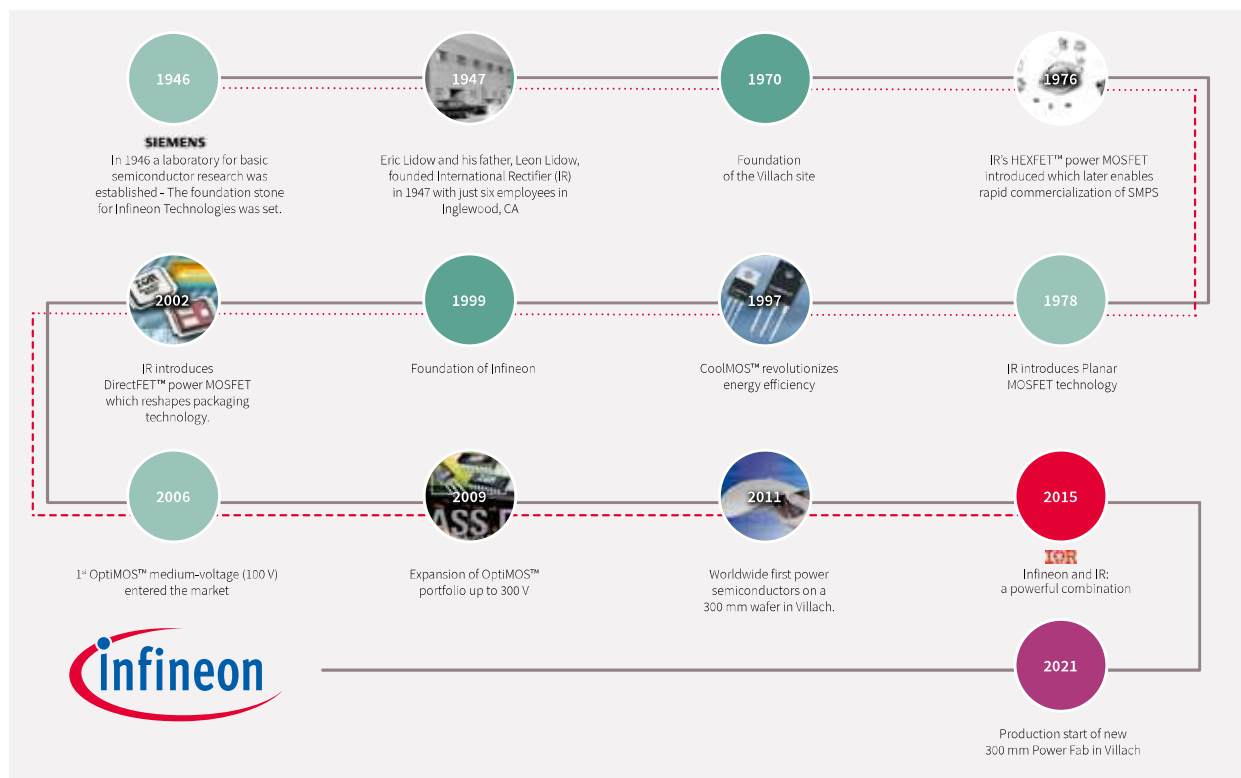 1946
1947
1970
1976
SIEMENS
In 1946 a laboratory for basic
semiconductor research was
established - The foundation stone
for Infineon Technologies was set.
Eric Lidow and his father, Leon Lidow,
founded International Rectifier (IR)
in 1947 with just six employees in
Inglewood, CA
Foundation
of the Villach site
IR's HEXFET™ power MOSFET
introduced which later enables
rapid commercialization of SMPS
2002
1999
1997
1978
IOR
IR introduces
DirectFET™ power MOSFET
which reshapes packaging
technology.
Foundation of Infineon
CoolMOS™ revolutionizes
energy efficiency
IR introduces Planar
MOSFET technology
2006
2009
2011
2015
ASS
1st OptiMOS™ medium-voltage (100 V)
entered the market
Expansion of OptiMOS™
portfolio up to 300 V
Worldwide first power
semiconductors on a
300 mm wafer in Villach.
IOR
Infineon and IR:
a powerful combination
infineon
2021
Production start of new
300 mm Power Fab in Villach